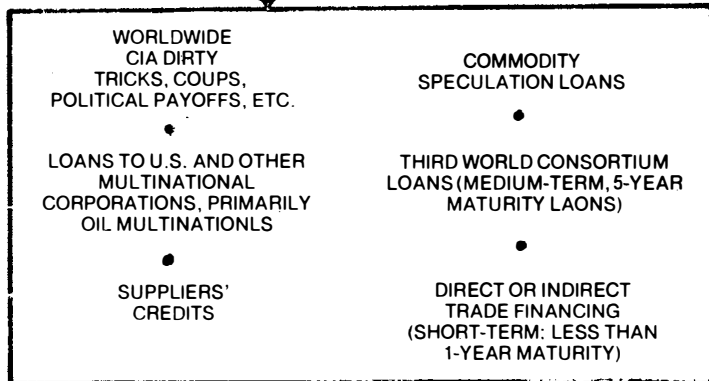 WORLDWIDE
CIA DIRTY
TRICKS, COUPS,
POLITICAL PAYOFFS, ETC.
LOANS TO U.S. AND OTHER
MULTINATIONAL
CORPORATIONS, PRIMARILY
OIL MULTINATIONLS
SUPPLIERS'
CREDITS
COMMODITY
SPECULATION LOANS
THIRD WORLD CONSORTIUM
LOANS (MEDIUM-TERM, 5-YEAR
MATURITY LAONS)
DIRECT OR INDIRECT
TRADE FINANCING
(SHORT-TERM: LESS THAN
1-YEAR MATURITY)